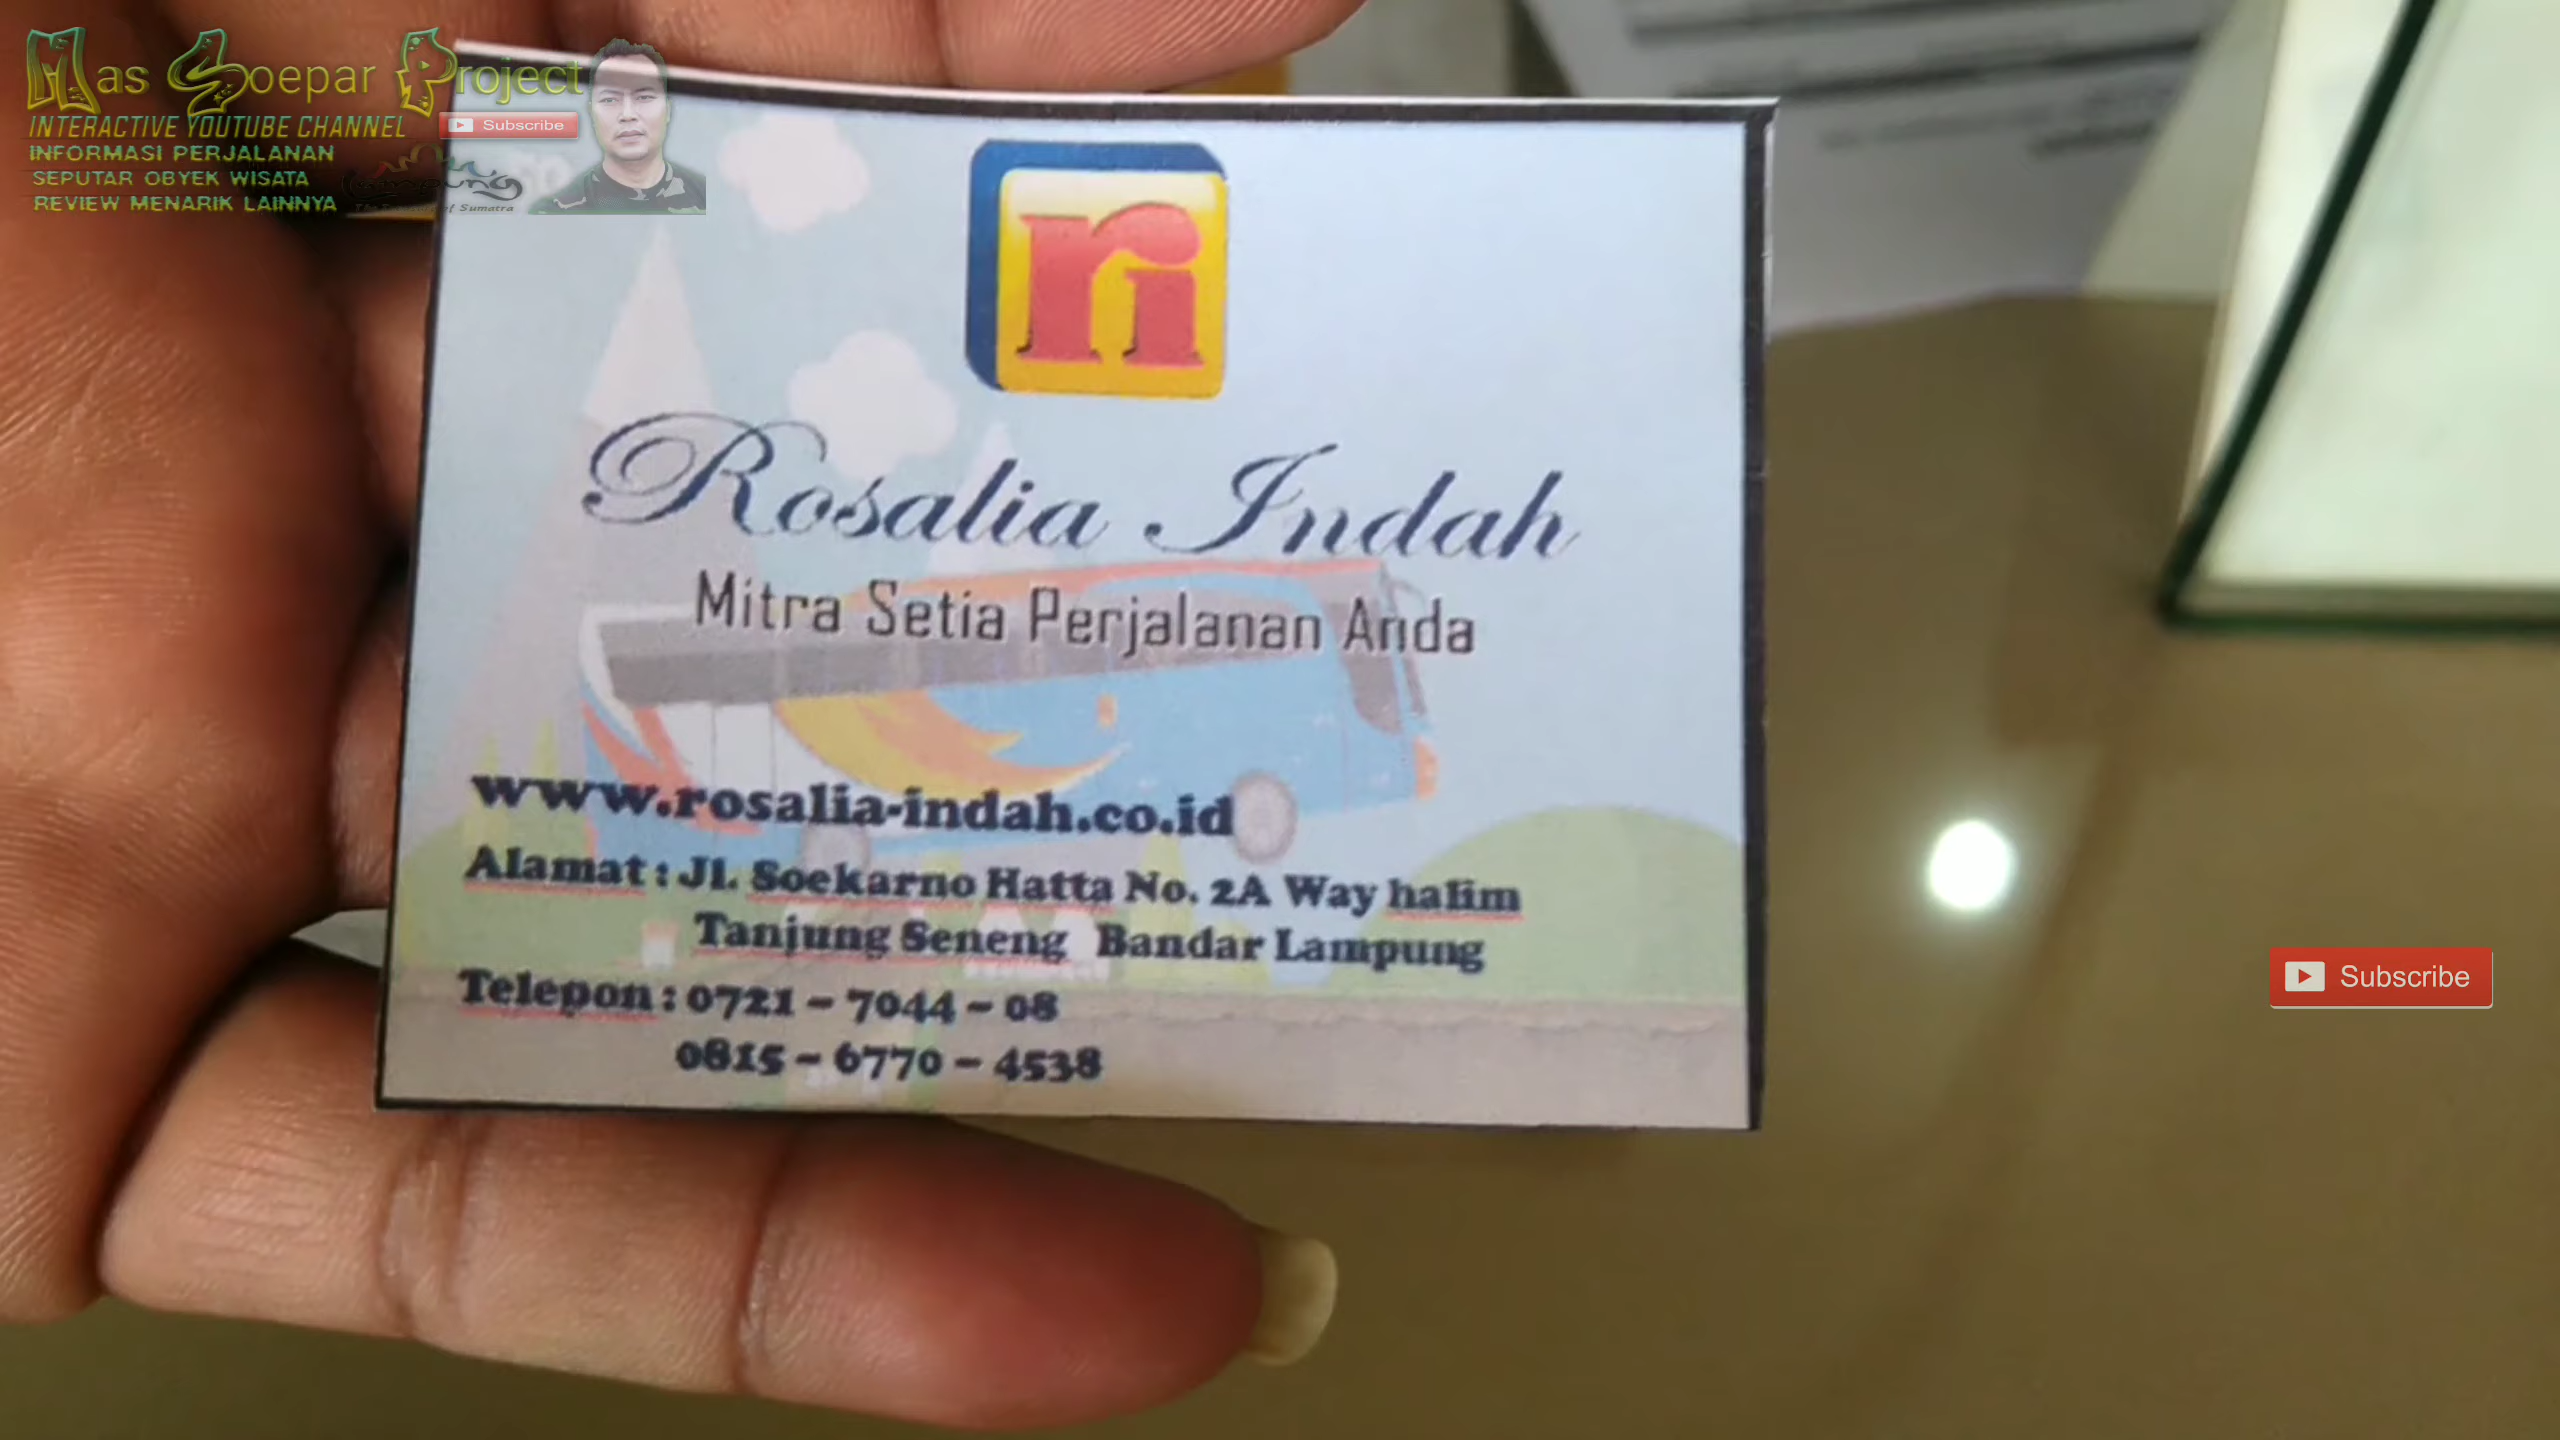 Mas Soepar Project
INTERACTIVE YOUTUBE CHANNEL
Subscribe
INFORMASI PERJALANAN
SEPUTAR OBYEK WISATA
REVIEW MENARIK LAINNYA
of Sumatra
ri
Rosalia Indah
Mitra Setia Perjalanan Anda
www.rosalia-indah.co.id
Alamat : Jl. Soekarno Hatta No. 2A Way halim
Tanjung Seneng Bandar Lampung
Telepon : 0721 – 7044 – 08
0815 – 6770 – 4538
Subscribe